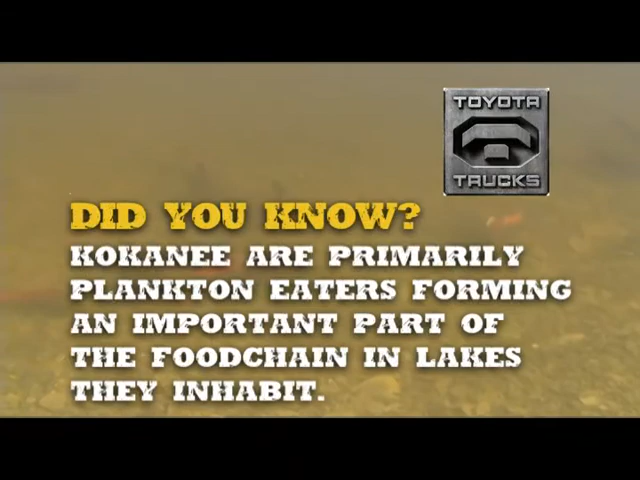 TOYOTA
TRUCKS
DID YOU KNOW?
KOKANEE ARE PRIMARILY
PLANKTON EATERS FORMING
AN IMPORTANT PART OF
THE FOODCHAIN IN LAKES
THEY INHABIT.